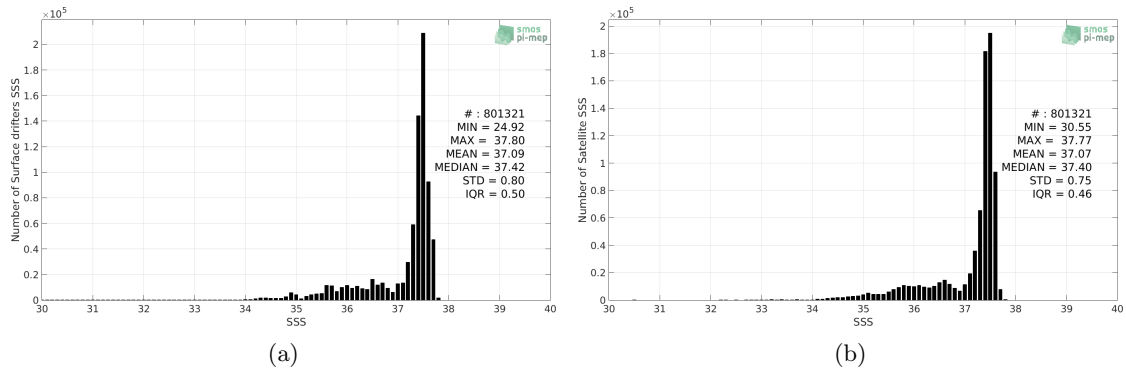 ×10⁵
2
1.8
1.6
1.4
1.2
1
0.8
0.6
0.4
0.2
0
Number of Surface drifters SSS
30 31 32 33 34 35 36 37 38 39 40
SSS
smos
pi-mep
# : 801321
MIN = 24.92
MAX = 37.80
MEAN = 37.09
MEDIAN = 37.42
STD = 0.80
IQR = 0.50
(a)
×10⁵
2
1.8
1.6
1.4
1.2
1
0.8
0.6
0.4
0.2
0
Number of Satellite SSS
30 31 32 33 34 35 36 37 38 39 40
SSS
smos
pi-mep
# : 801321
MIN = 30.55
MAX = 37.77
MEAN = 37.07
MEDIAN = 37.40
STD = 0.75
IQR = 0.46
(b)